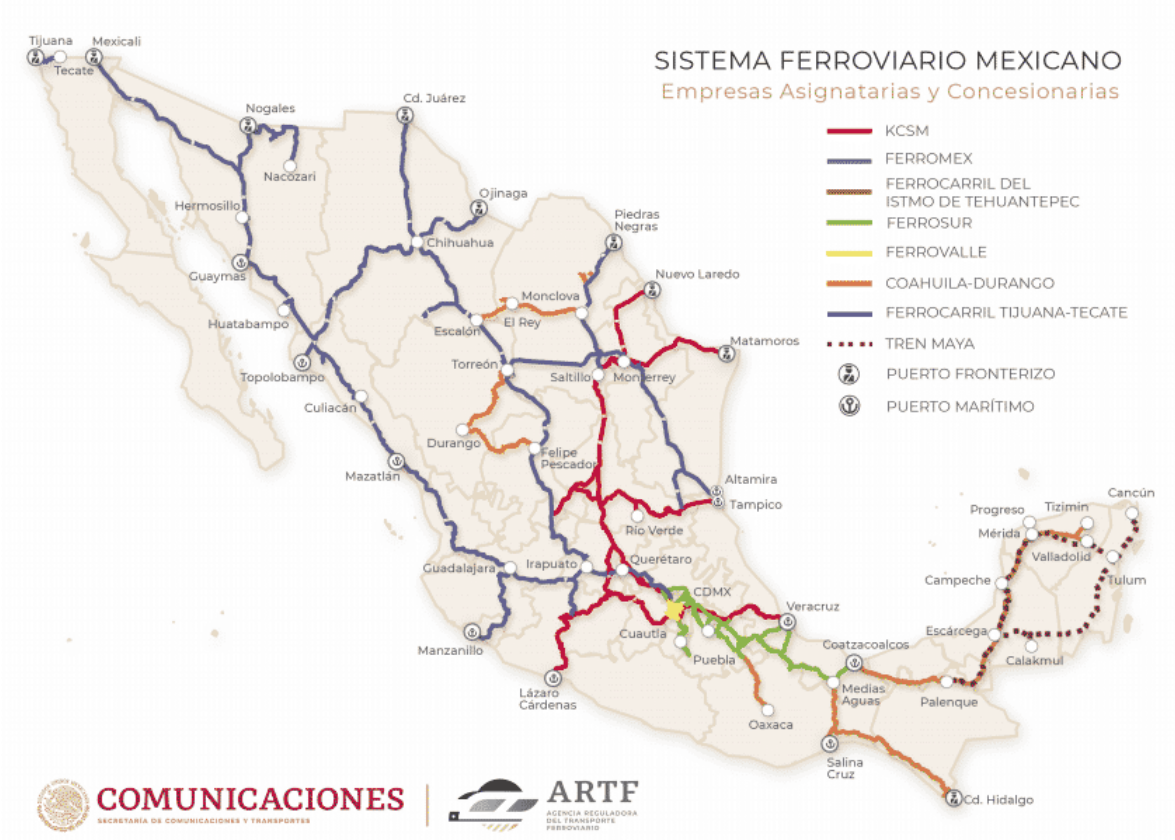 SISTEMA FERROVIARIO MEXICANO
Empresas Asignatarias y Concesionarias
KCSM
FERROMEX
FERROCARRIL DEL
ISTMO DE TEHUANTEPEC
FERROSUR
FERROVALLE
COAHUILA-DURANGO
FERROCARRIL TIJUANA-TECATE
TREN MAYA
PUERTO FRONTERIZO
PUERTO MARÍTIMO
Tijuana
Mexicali
Tecate
Nogales
Cd. Juárez
Nacozari
Ojinaga
Hermosillo
Piedras
Negras
Chihuahua
Guaymas
Nuevo Laredo
Monclova
Huatabampo
Escalón
El Rey
Matamoros
Torreón
Topolobampo
Saltillo
Monterrey
Culiacán
Durango
Felipe
Pescador
Mazatlán
Altamira
Tampico
Río Verde
Cancún
Progreso
Tizimin
Mérida
Valladolid
Querétaro
Guadalajara
Irapuato
Tulum
Campeche
CDMX
Veracruz
Cuautla
Escárcega
Coatzacoalcos
Manzanillo
Puebla
Calakmul
Lázaro
Cárdenas
Medias
Aguas
Palenque
Oaxaca
Salina
Cruz
Cd. Hidalgo
COMUNICACIONES
SECRETARÍA DE COMUNICACIONES Y TRANSPORTES
ARTF
AGENCIA REGULADORA
DEL TRANSPORTE
FERROVIARIO